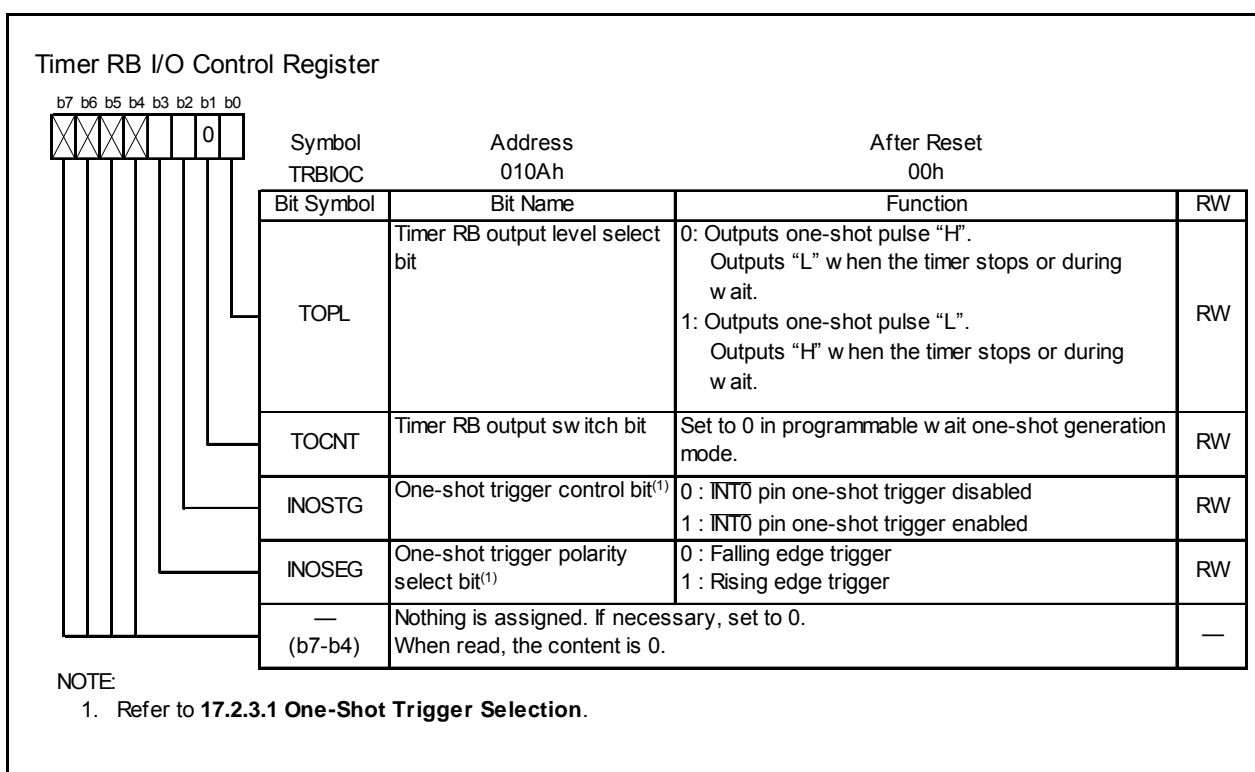 Timer RB I/O Control Register
b7 b6 b5 b4 b3 b2 b1 b0
0
Symbol Address After Reset
TRBIOC 010Ah 00h
Bit Symbol Bit Name Function RW
TOPL
Timer RB output level select
bit
0: Outputs one-shot pulse “H”.
Outputs “L” w hen the timer stops or during
w ait.
1: Outputs one-shot pulse “L”.
Outputs “H” w hen the timer stops or during
w ait.
RW
TOCNT
Timer RB output sw itch bit
Set to 0 in programmable w ait one-shot generation
mode.
RW
INOSTG
One-shot trigger control bit(1)
0 : INT0 pin one-shot trigger disabled
1 : INT0 pin one-shot trigger enabled
RW
INOSEG
One-shot trigger polarity
select bit(1)
0 : Falling edge trigger
1 : Rising edge trigger
RW
—
(b7-b4)
Nothing is assigned. If necessary, set to 0.
When read, the content is 0.
—
NOTE:
1. Refer to 17.2.3.1 One-Shot Trigger Selection.